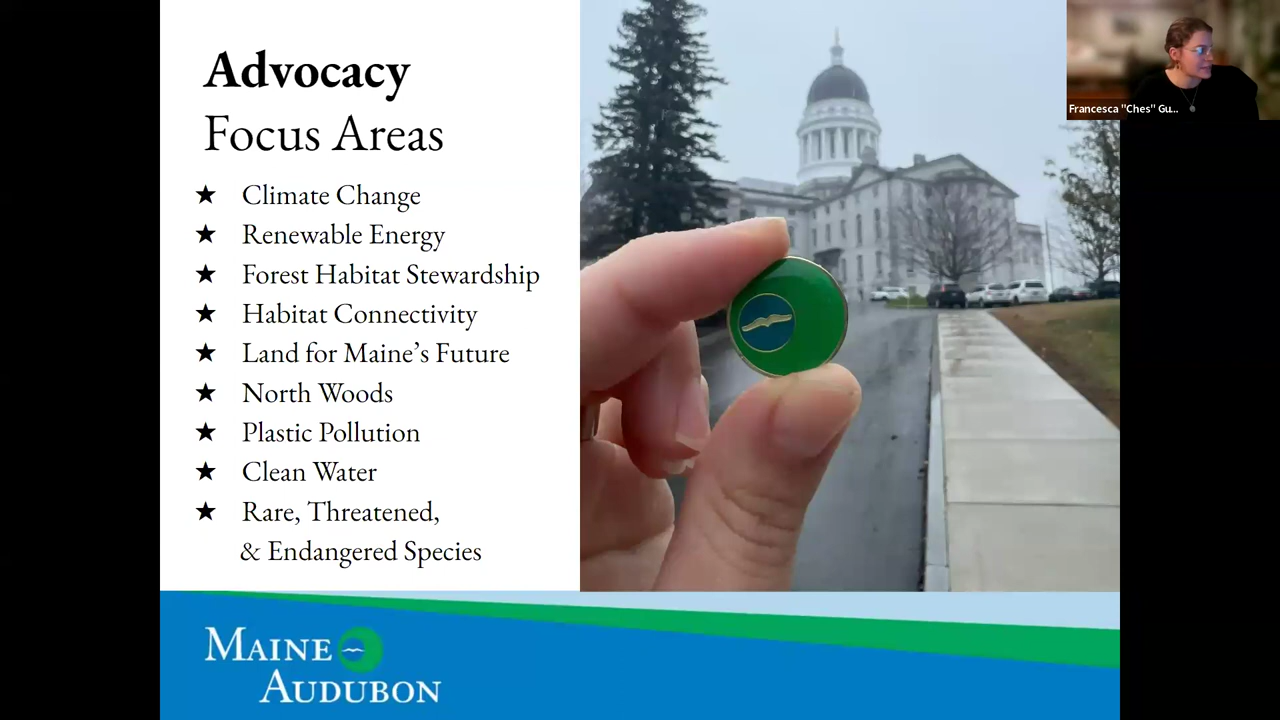 Advocacy
Focus Areas
★ Climate Change
★ Renewable Energy
★ Forest Habitat Stewardship
★ Habitat Connectivity
★ Land for Maine’s Future
★ North Woods
★ Plastic Pollution
★ Clean Water
★ Rare, Threatened,
& Endangered Species
MAINE
AUDUBON
Francesca "Ches" Gu...